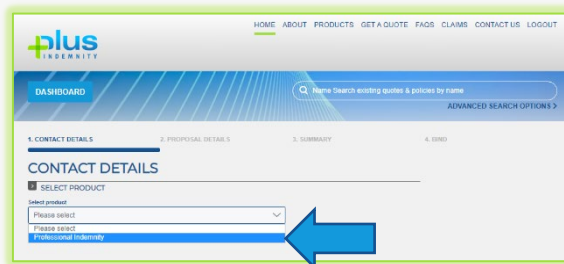 HOME ABOUT PRODUCTS GET A QUOTE FAQS CLAIMS CONTACT US LOGOUT
plus
INDEMNITY
DASHBOARD
Name Search existing quotes & policies by name
ADVANCED SEARCH OPTIONS >
1. CONTACT DETAILS 2. PROPOSAL DETAILS 3. SUMMARY 4. BIND
CONTACT DETAILS
SELECT PRODUCT
Select product
Please select
Please select
Professional Indemnity